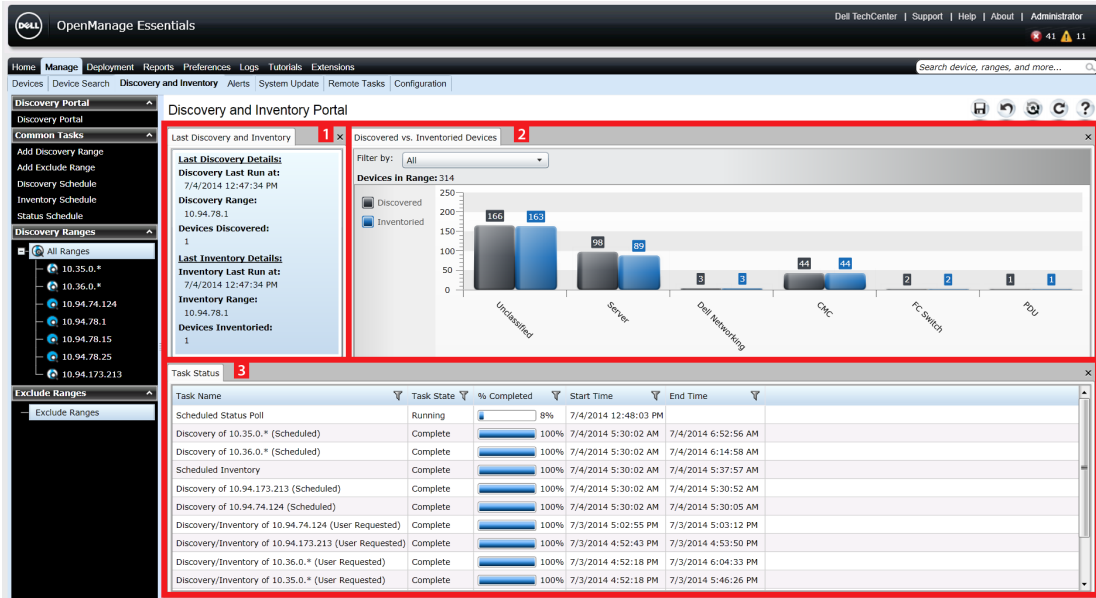 DELL OpenManage Essentials
Dell TechCenter | Support | Help | About | Administrator
41 11
Home Manage Deployment Reports Preferences Logs Tutorials Extensions
Search device, ranges, and more...
Devices Device Search Discovery and Inventory Alerts System Update Remote Tasks Configuration
Discovery Portal
Discovery Portal
Common Tasks
Add Discovery Range
Add Exclude Range
Discovery Schedule
Inventory Schedule
Status Schedule
Discovery Ranges
All Ranges
10.35.0.*
10.36.0.*
10.94.74.124
10.94.78.1
10.94.78.15
10.94.78.25
10.94.173.213
Exclude Ranges
Exclude Ranges
Discovery and Inventory Portal
?
Last Discovery and Inventory 1 x
Last Discovery Details:
Discovery Last Run at:
7/4/2014 12:47:34 PM
Discovery Range:
10.94.78.1
Devices Discovered:
1
Last Inventory Details:
Inventory Last Run at:
7/4/2014 12:47:34 PM
Inventory Range:
10.94.78.1
Devices Inventoried:
1
Discovered vs. Inventoried Devices 2 x
Filter by: All
Devices in Range: 314
Discovered
Inventoried
250
200
150
100
50
0
166 163
98 89
3 3
44 44
2 2
1 1
Unclassified
Server
Dell Networking
CMC
FC Switch
PDU
Task Status 3 x
Task Name Task State % Completed Start Time End Time
Scheduled Status Poll Running 8% 7/4/2014 12:48:03 PM
Discovery of 10.35.0.* (Scheduled) Complete 100% 7/4/2014 5:30:02 AM 7/4/2014 6:52:56 AM
Discovery of 10.36.0.* (Scheduled) Complete 100% 7/4/2014 5:30:02 AM 7/4/2014 6:14:58 AM
Scheduled Inventory Complete 100% 7/4/2014 5:30:02 AM 7/4/2014 5:37:57 AM
Discovery of 10.94.173.213 (Scheduled) Complete 100% 7/4/2014 5:30:02 AM 7/4/2014 5:30:52 AM
Discovery of 10.94.74.124 (Scheduled) Complete 100% 7/4/2014 5:30:02 AM 7/4/2014 5:30:05 AM
Discovery/Inventory of 10.94.74.124 (User Requested) Complete 100% 7/3/2014 5:02:55 PM 7/3/2014 5:03:12 PM
Discovery/Inventory of 10.94.173.213 (User Requested) Complete 100% 7/3/2014 4:52:43 PM 7/3/2014 4:53:50 PM
Discovery/Inventory of 10.36.0.* (User Requested) Complete 100% 7/3/2014 4:52:18 PM 7/3/2014 6:04:33 PM
Discovery/Inventory of 10.35.0.* (User Requested) Complete 100% 7/3/2014 4:52:18 PM 7/3/2014 5:46:26 PM